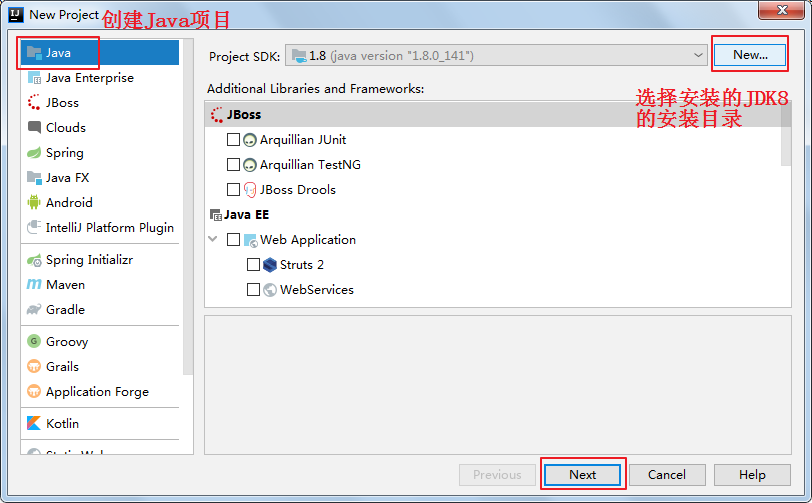 New Project
创建Java项目
Java
Java Enterprise
JBoss
Clouds
Spring
Java FX
Android
IntelliJ Platform Plugin
Spring Initializr
Maven
Gradle
Groovy
Grails
Application Forge
Kotlin
Project SDK: 1.8 (java version "1.8.0_141") New...
选择安装的JDK8
的安装目录
Additional Libraries and Frameworks:
JBoss
Arquillian JUnit
Arquillian TestNG
JBoss Drools
Java EE
Web Application
Struts 2
WebServices
Previous Next Cancel Help